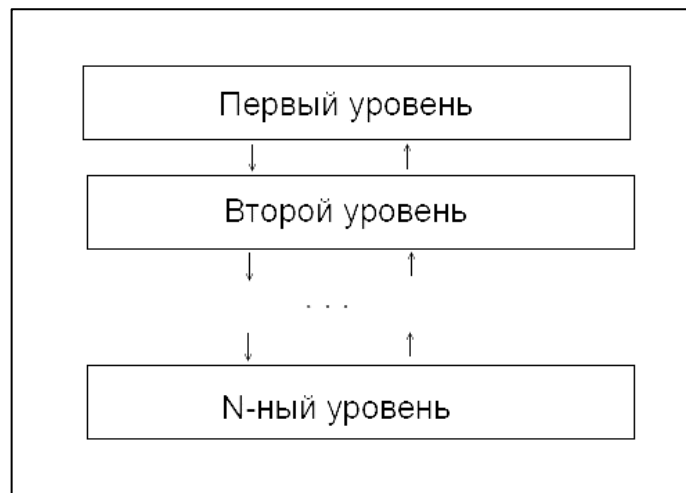 Первый уровень
Второй уровень
. . .
N-ный уровень